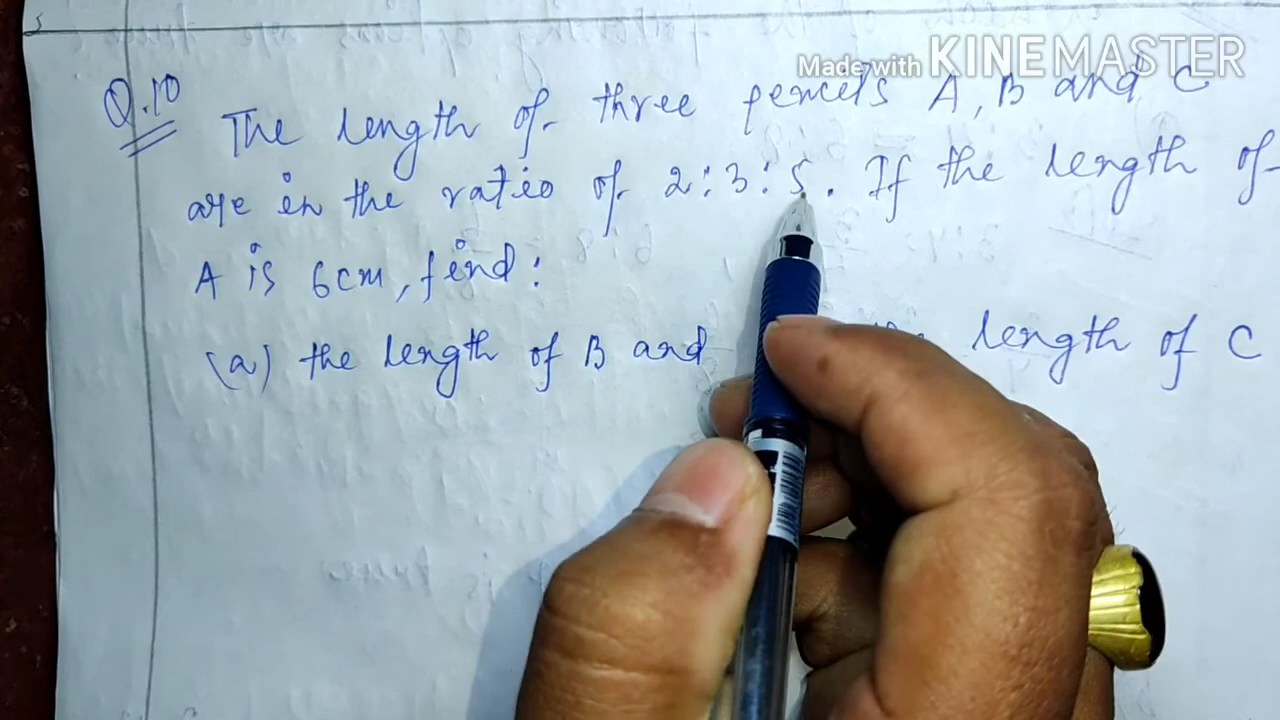 Made with KINEMASTER
Q.10 The length of three pencils A, B and C
are in the ratio of 2:3:5. If the length of
A is 6cm, find:
(a) the length of B and length of C